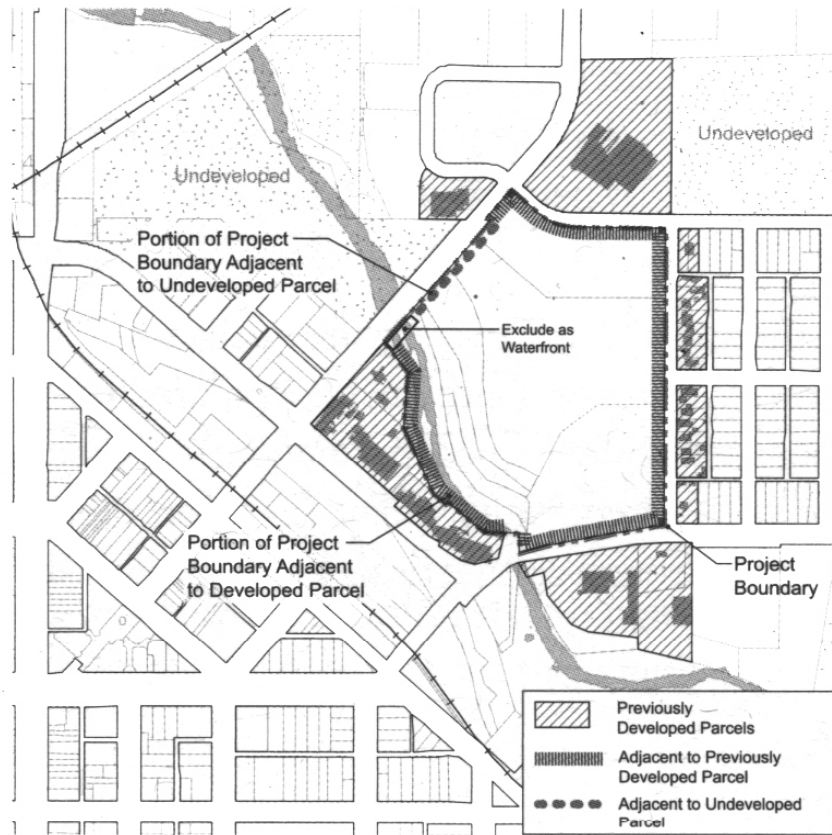 Undeveloped
Undeveloped
Portion of Project
Boundary Adjacent
to Undeveloped Parcel
Exclude as
Waterfront
Portion of Project
Boundary Adjacent
to Developed Parcel
Project
Boundary
Previously
Developed Parcels
Adjacent to Previously
Developed Parcel
Adjacent to Undeveloped
Parcel